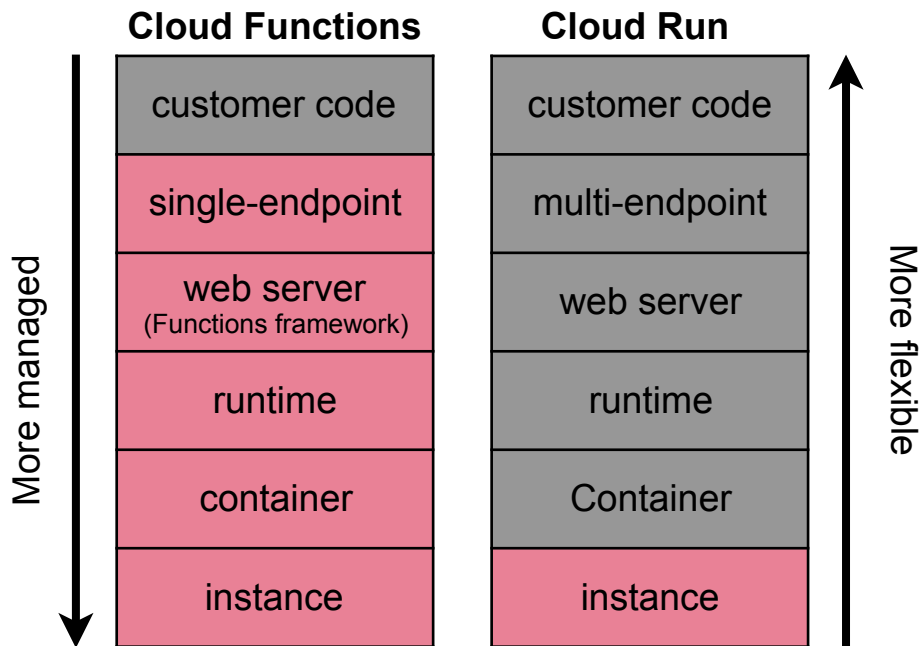 Cloud Functions
Cloud Run
More managed
customer code
single-endpoint
web server
(Functions framework)
runtime
container
instance
customer code
multi-endpoint
web server
runtime
Container
instance
More flexible